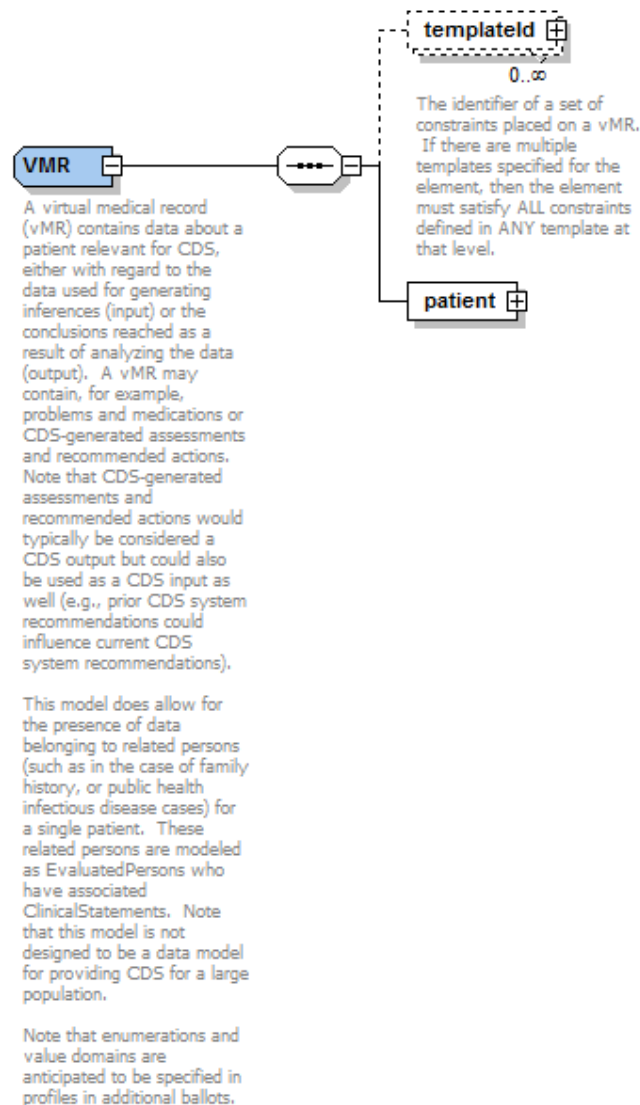 templateId
0..∞
The identifier of a set of
constraints placed on a vMR.
If there are multiple
templates specified for the
element, then the element
must satisfy ALL constraints
defined in ANY template at
that level.
VMR
A virtual medical record
(vMR) contains data about a
patient relevant for CDS,
either with regard to the
data used for generating
inferences (input) or the
conclusions reached as a
result of analyzing the data
(output).  A vMR may
contain, for example,
problems and medications or
CDS-generated assessments
and recommended actions.
Note that CDS-generated
assessments and
recommended actions would
typically be considered a
CDS output but could also
be used as a CDS input as
well (e.g., prior CDS system
recommendations could
influence current CDS
system recommendations).
This model does allow for
the presence of data
belonging to related persons
(such as in the case of family
history, or public health
infectious disease cases) for
a single patient.  These
related persons are modeled
as EvaluatedPersons who
have associated
ClinicalStatements.  Note
that this model is not
designed to be a data model
for providing CDS for a large
population.
Note that enumerations and
value domains are
anticipated to be specified in
profiles in additional ballots.
patient